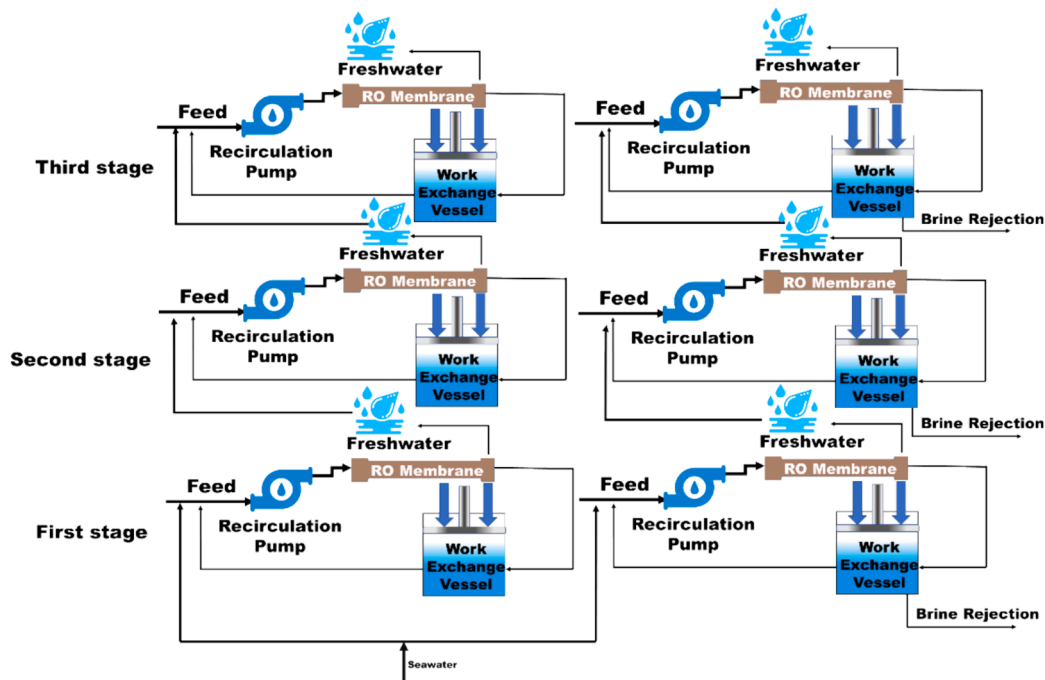 Freshwater
RO Membrane
Feed
Recirculation
Pump
Work
Exchange
Vessel
Third stage
Freshwater
RO Membrane
Feed
Recirculation
Pump
Work
Exchange
Vessel
Brine Rejection
Freshwater
RO Membrane
Feed
Recirculation
Pump
Work
Exchange
Vessel
Second stage
Freshwater
RO Membrane
Feed
Recirculation
Pump
Work
Exchange
Vessel
Brine Rejection
Freshwater
RO Membrane
Feed
Recirculation
Pump
Work
Exchange
Vessel
First stage
Freshwater
RO Membrane
Feed
Recirculation
Pump
Work
Exchange
Vessel
Brine Rejection
Seawater